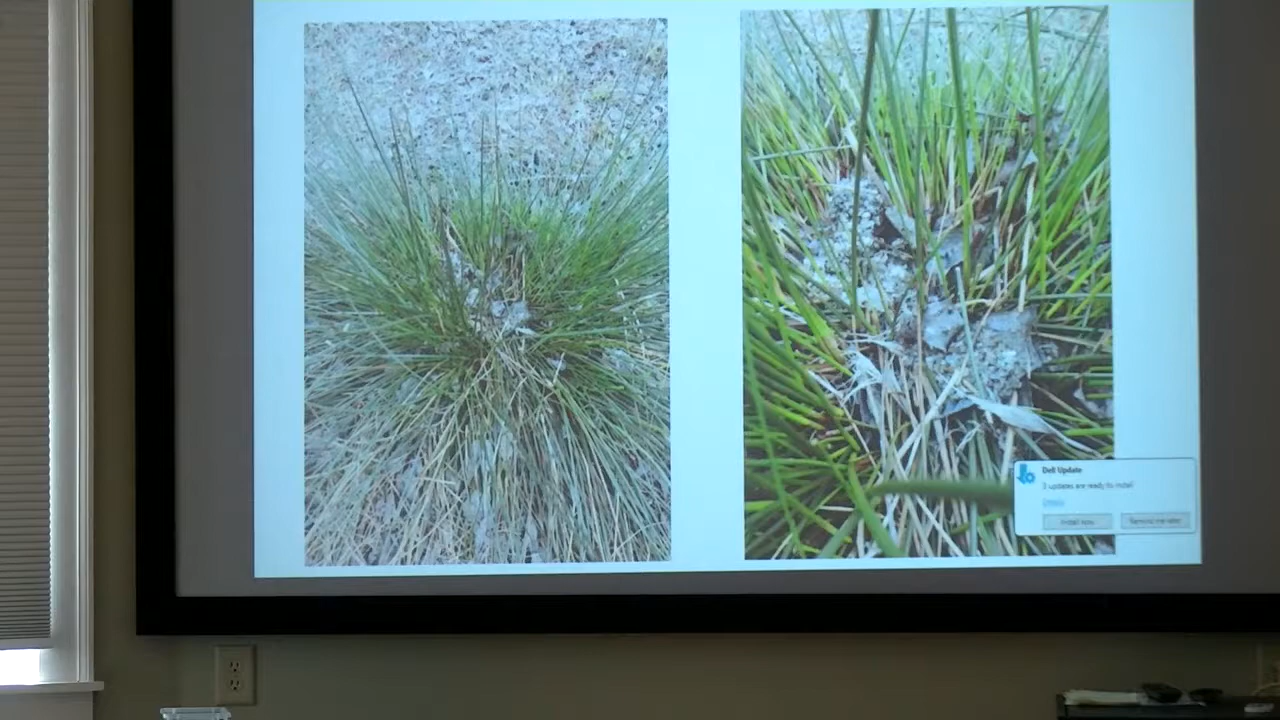 Dell Update
3 updates are ready to install
Install now
Remind me later